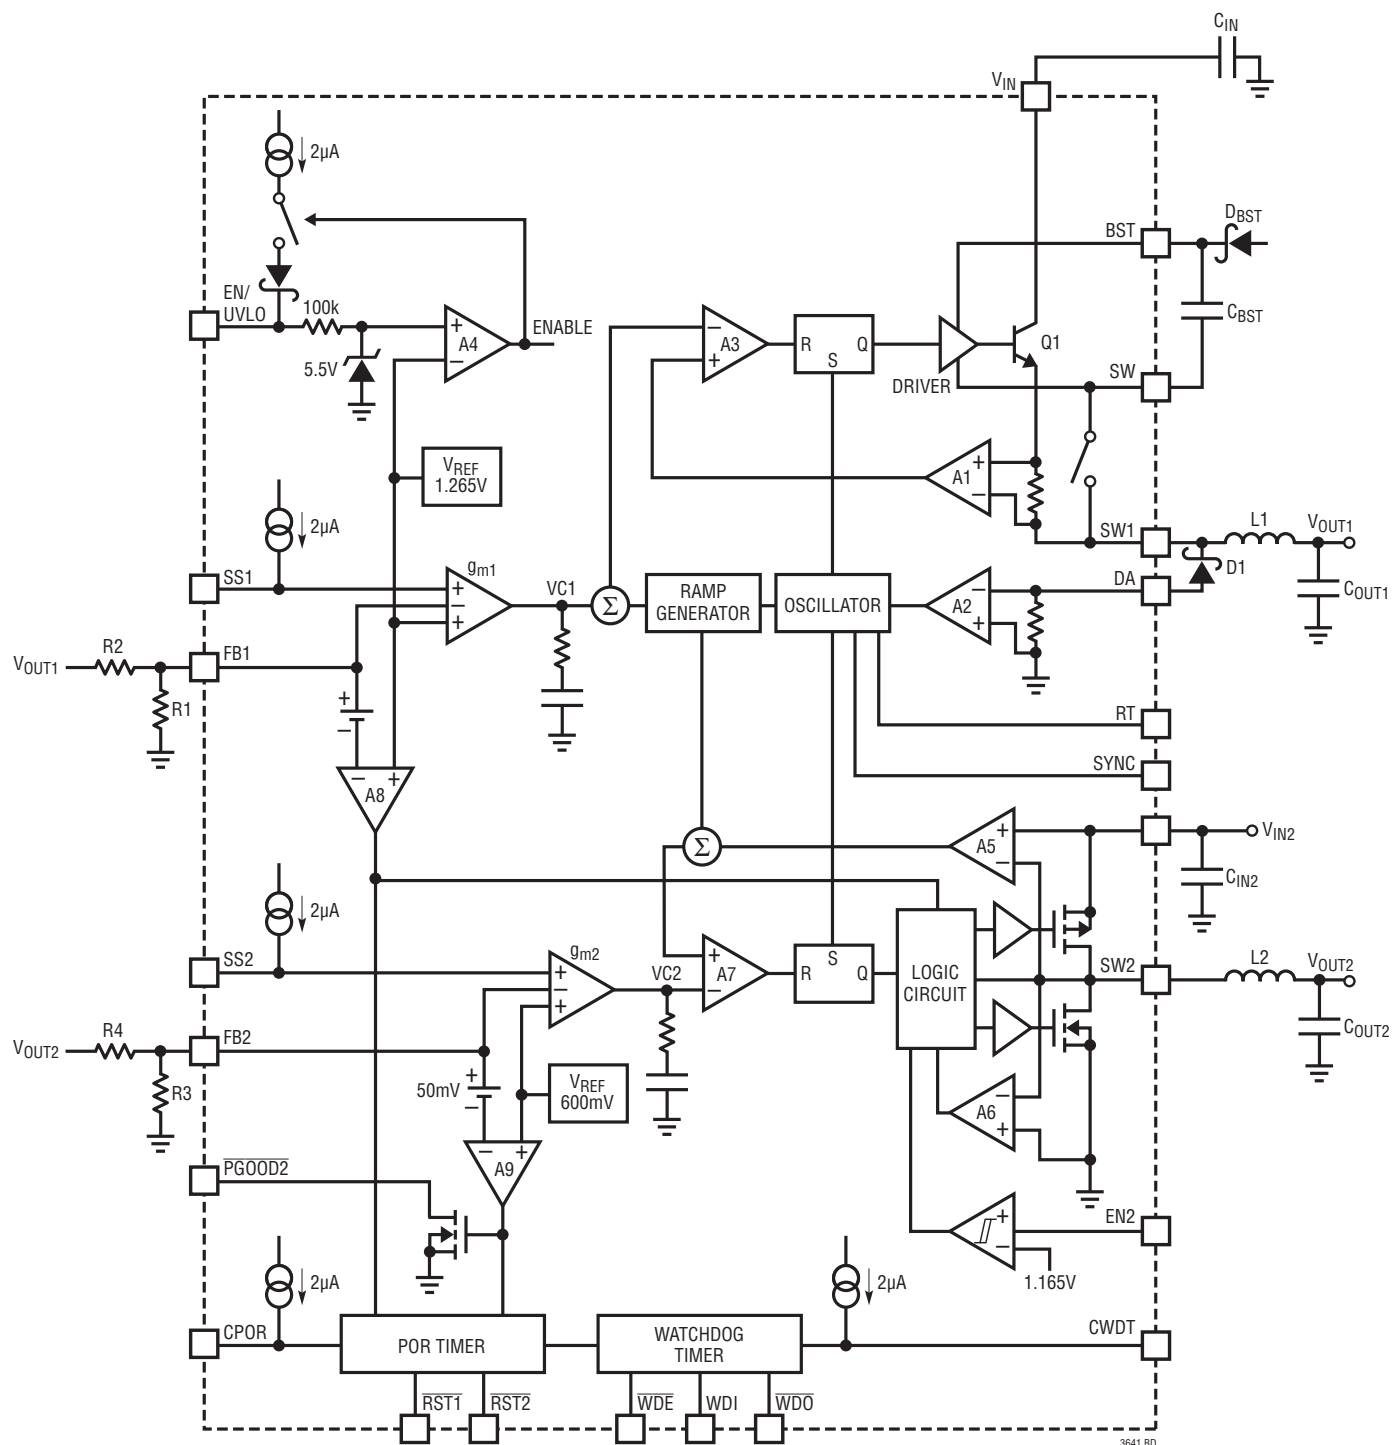 C_IN
V_IN
2µA
D_BST
BST
EN/
UVLO
100k
+
−
A4
ENABLE
5.5V
−
+
A3
R
S
Q
DRIVER
Q1
C_BST
SW
V_REF
1.265V
A1
+
−
2µA
SW1
L1
V_OUT1
SS1
g_m1
+
−
+
VC1
Σ
RAMP
GENERATOR
OSCILLATOR
A2
−
+
DA
D1
C_OUT1
V_OUT1
R2
FB1
R1
+
−
RT
SYNC
−
+
A8
Σ
A5
+
−
V_IN2
C_IN2
2µA
SS2
g_m2
+
−
+
VC2
+
−
A7
R
S
Q
LOGIC
CIRCUIT
SW2
L2
V_OUT2
C_OUT2
V_OUT2
R4
FB2
R3
50mV
+
−
V_REF
600mV
A6
−
+
PGOOD2
−
+
A9
EN2
+
−
1.165V
2µA
2µA
CPOR
POR TIMER
WATCHDOG
TIMER
CWDT
RST1
RST2
WDE
WDI
WDO
3641 BD